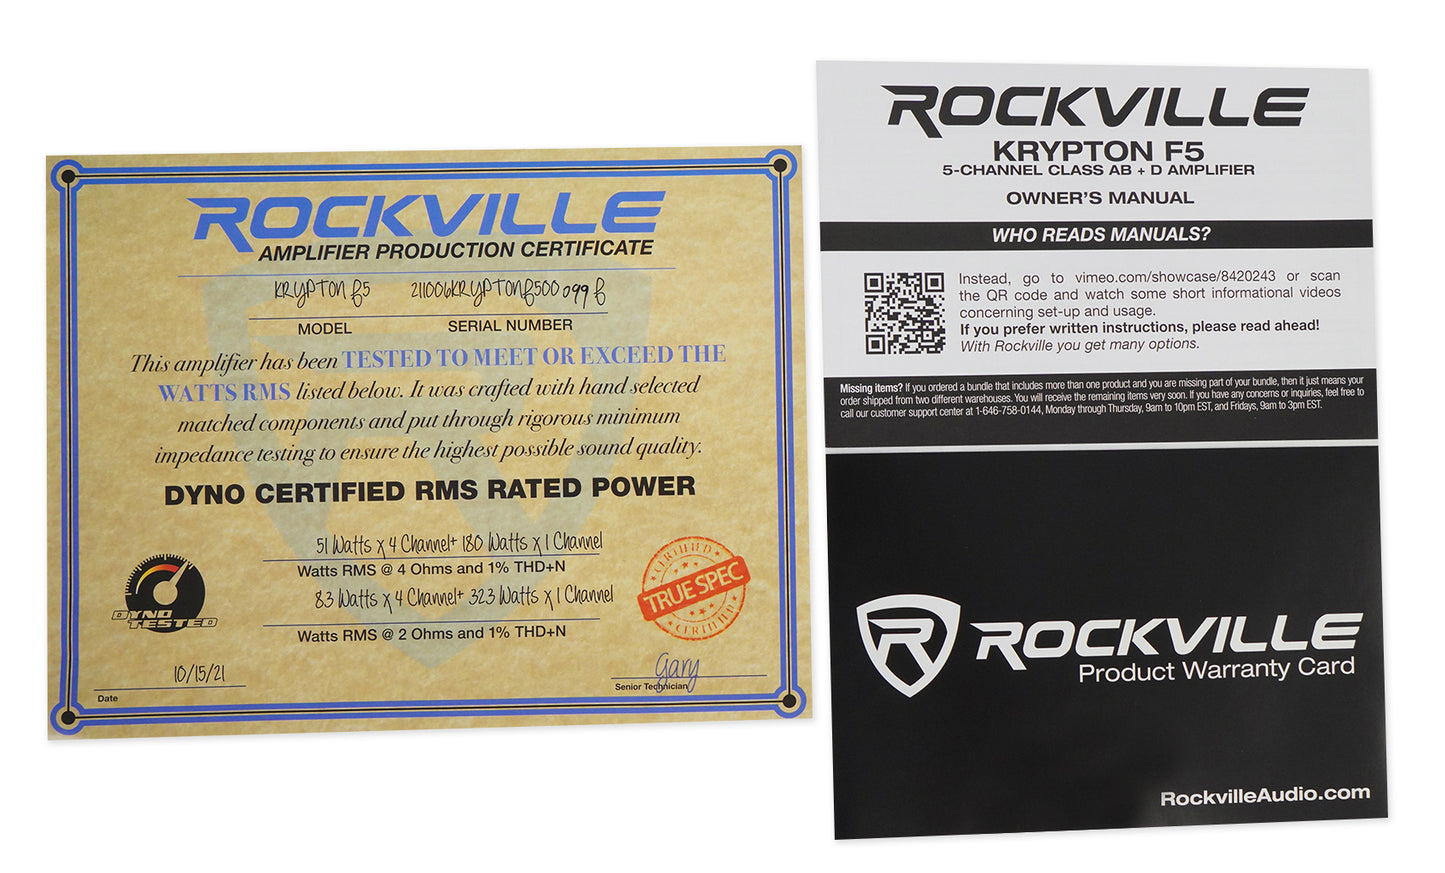 ROCKVILLE
AMPLIFIER PRODUCTION CERTIFICATE
KRYPTON f5 211006KRYPTONf500099 f
MODEL SERIAL NUMBER
This amplifier has been TESTED TO MEET OR EXCEED THE
WATTS RMS listed below. It was crafted with hand selected
matched components and put through rigorous minimum
impedance testing to ensure the highest possible sound quality.
DYNO CERTIFIED RMS RATED POWER
51 Watts x 4 Channel+ 180 Watts x 1 Channel
Watts RMS @ 4 Ohms and 1% THD+N
83 Watts x 4 Channel+ 323 Watts x 1 Channel
Watts RMS @ 2 Ohms and 1% THD+N
DYNO
TESTED
CERTIFIED
TRUE SPEC
CERTIFIED
10/15/21
Date
Gary
Senior Technician
ROCKVILLE
KRYPTON F5
5-CHANNEL CLASS AB + D AMPLIFIER
OWNER'S MANUAL
WHO READS MANUALS?
Instead, go to vimeo.com/showcase/8420243 or scan
the QR code and watch some short informational videos
concerning set-up and usage.
If you prefer written instructions, please read ahead!
With Rockville you get many options.
Missing items? If you ordered a bundle that includes more than one product and you are missing part of your bundle, then it just means your
order shipped from two different warehouses. You will receive the remaining items very soon. If you have any concerns or inquiries, feel free to
call our customer support center at 1-646-758-0144, Monday through Thursday, 9am to 10pm EST, and Fridays, 9am to 3pm EST.
R ROCKVILLE
Product Warranty Card
RockvilleAudio.com